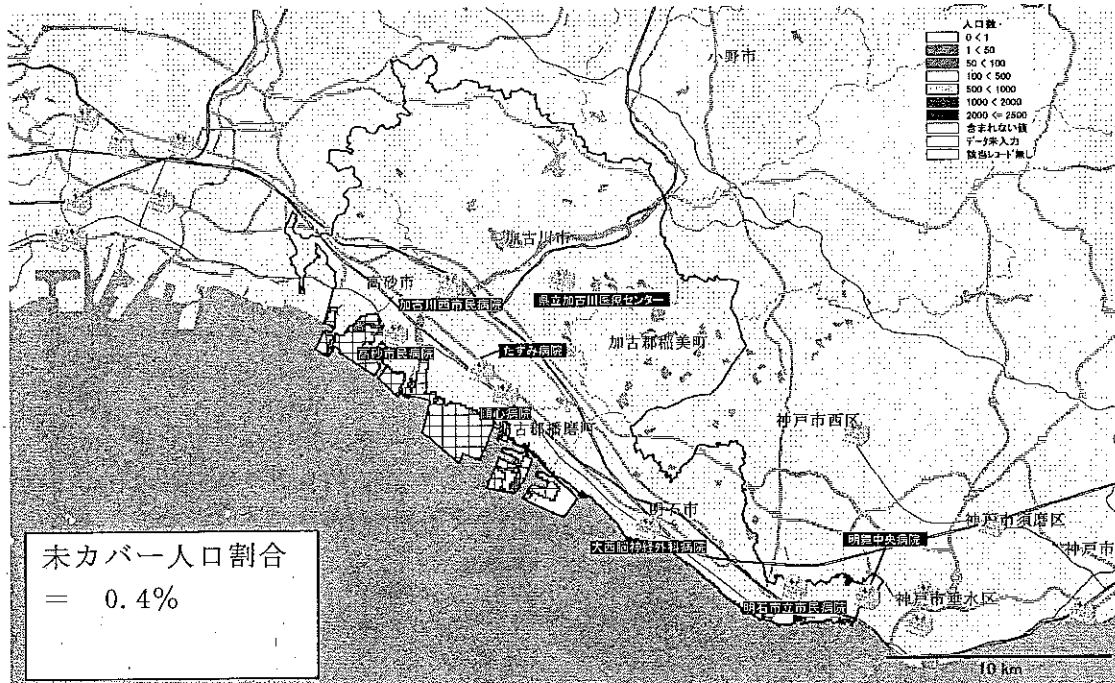 人口数
0 < 1
1 < 50
50 < 100
100 < 500
500 < 1000
1000 < 2000
2000 <= 2500
含まれない値
データ未入力
該当レコード無し
小野市
加古川市
高砂市
加古川西市民病院
県立加古川医療センター
高砂市民病院
たずみ病院
加古郡稲美町
順心病院
加古郡播磨町
神戸市西区
明石市
神戸市須磨区
大西脳神経外科病院
明舞中央病院
神戸市
明石市立市民病院
神戸市垂水区
10 km
未カバー人口割合
= 0.4%